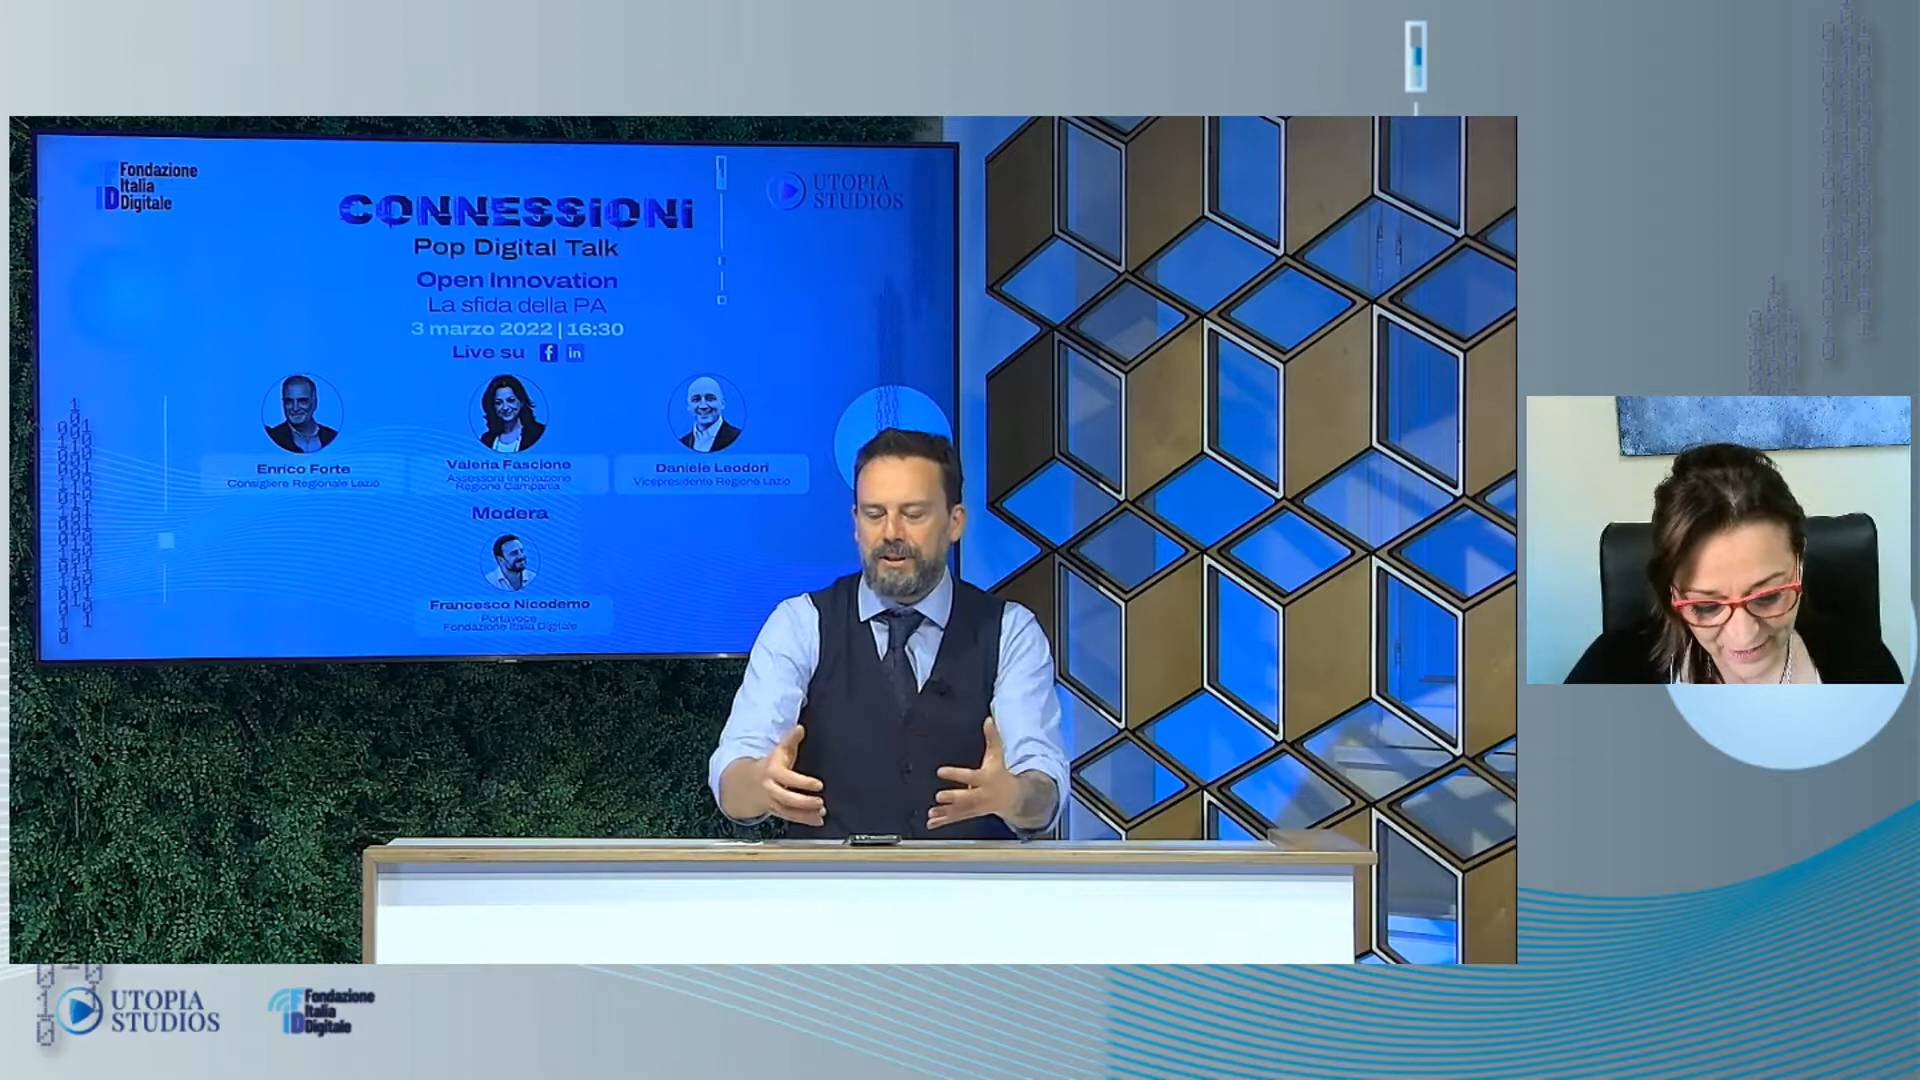 Fondazione
Italia
Digitale
CONNESSiONi
UTOPIA
STUDIOS
Pop Digital Talk
Open Innovation
La sfida della PA
3 marzo 2022 | 16:30
Live su f in
Enrico Forte
Consigliere Regionale Lazio
Valeria Fascione
Assessora Innovazione
Regione Campania
Daniele Leodori
Vicepresidente Regione Lazio
Modera
Francesco Nicodemo
Portavoce
Fondazione Italia Digitale
UTOPIA
STUDIOS
Fondazione
Italia
Digitale